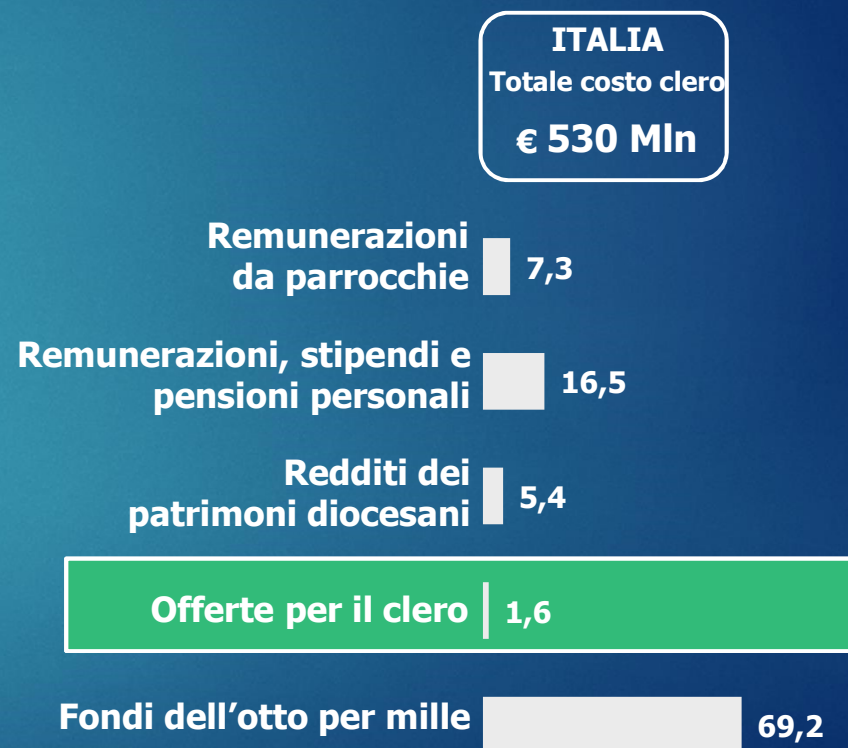 ITALIA
Totale costo clero
€ 530 Mln
Remunerazioni
da parrocchie
7,3
Remunerazioni, stipendi e
pensioni personali
16,5
Redditi dei
patrimoni diocesani
5,4
Offerte per il clero
1,6
Fondi dell’otto per mille
69,2